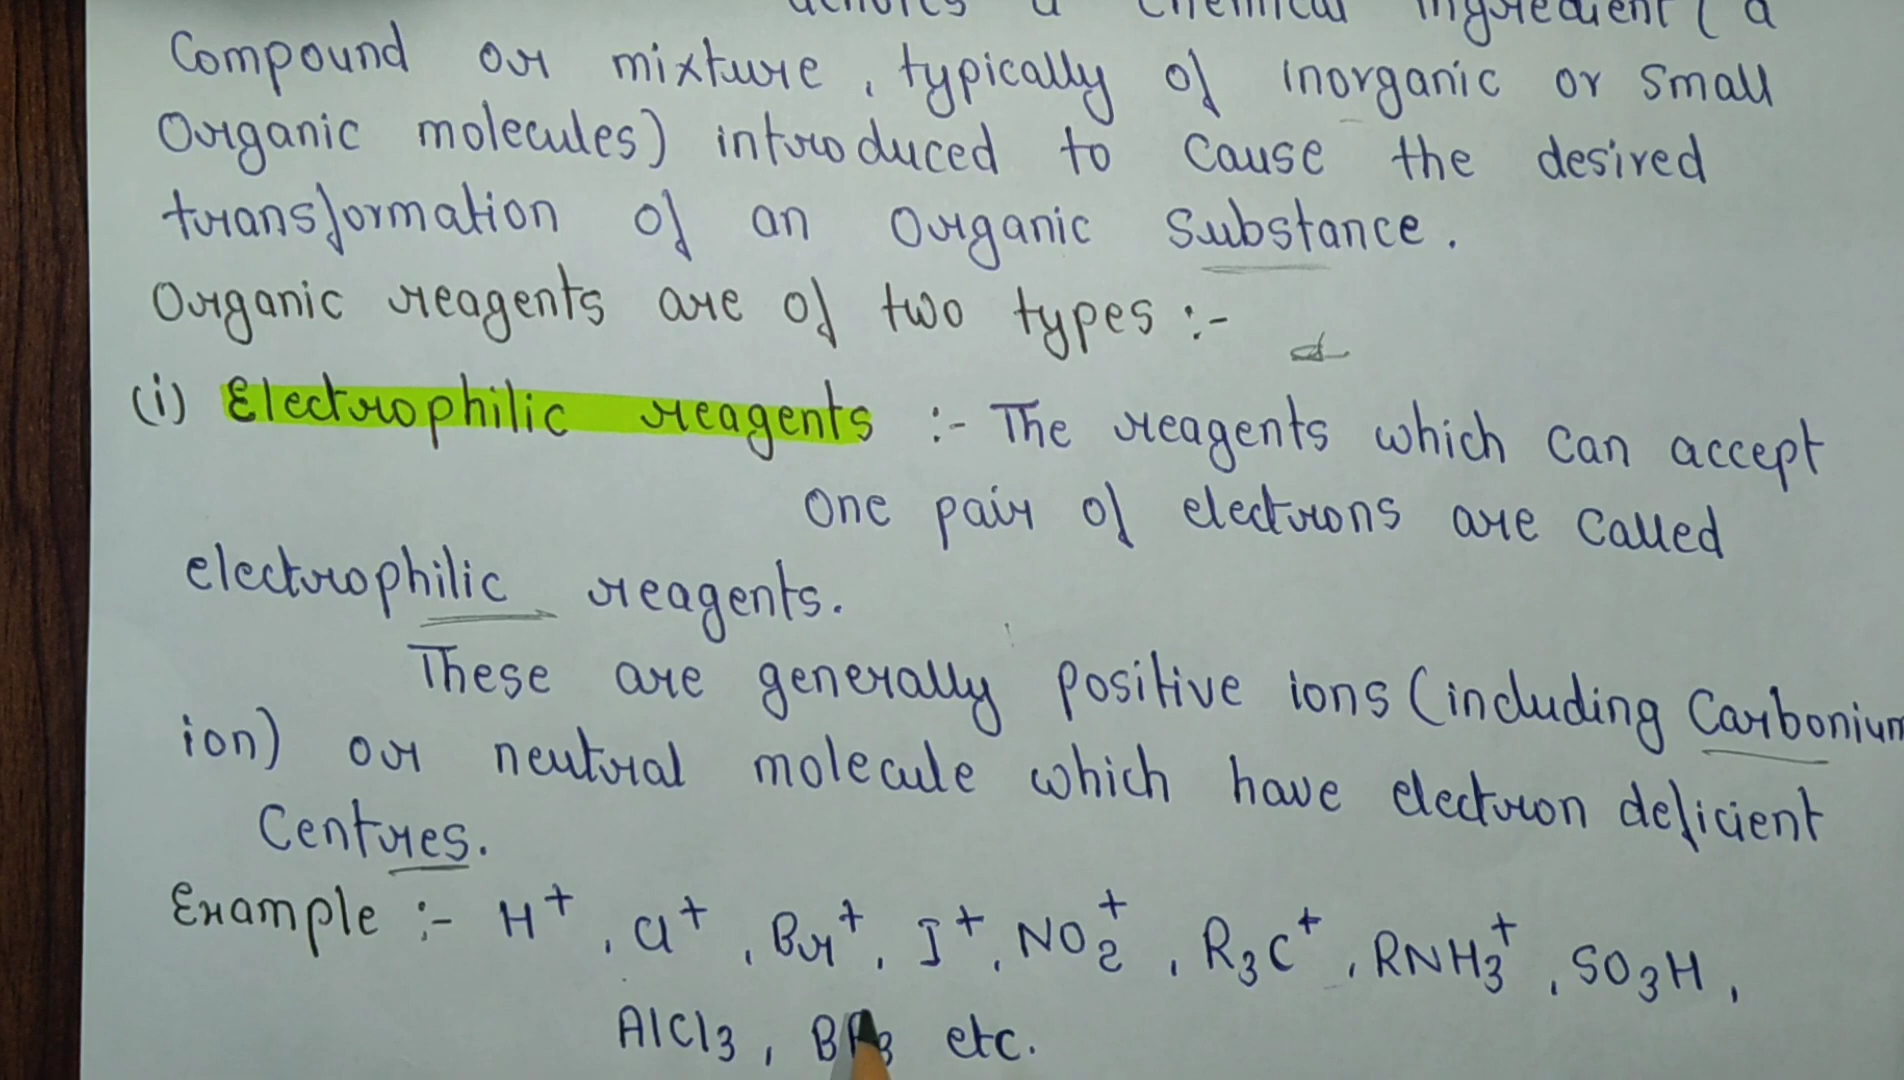 denotes a chemical ingredient (a
Compound or mixture, typically of inorganic or small
Organic molecules) introduced to cause the desired
transformation of an Organic Substance.
Organic reagents are of two types :-
(i) Electrophilic reagents :- The reagents which can accept
one pair of electrons are called
electrophilic reagents.
These are generally positive ions (including Carbonium
ion) or neutral molecule which have electron deficient
Centres.
Example :- H⁺, Cl⁺, Br⁺, I⁺, NO₂⁺, R₃C⁺, RNH₃⁺, SO₃H,
AlCl₃, BF₃ etc.